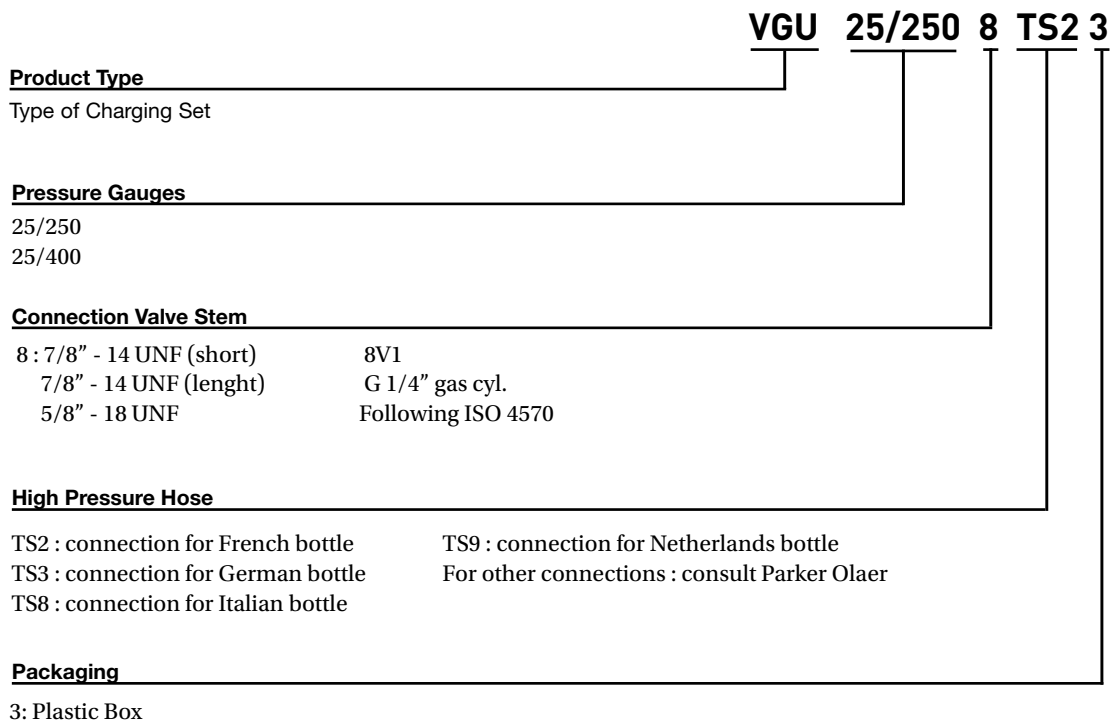 VGU 25/250 8 TS2 3
Product Type
Type of Charging Set
Pressure Gauges
25/250
25/400
Connection Valve Stem
8 : 7/8" - 14 UNF (short) 8V1
7/8" - 14 UNF (lenght) G 1/4" gas cyl.
5/8" - 18 UNF Following ISO 4570
High Pressure Hose
TS2 : connection for French bottle TS9 : connection for Netherlands bottle
TS3 : connection for German bottle For other connections : consult Parker Olaer
TS8 : connection for Italian bottle
Packaging
3: Plastic Box